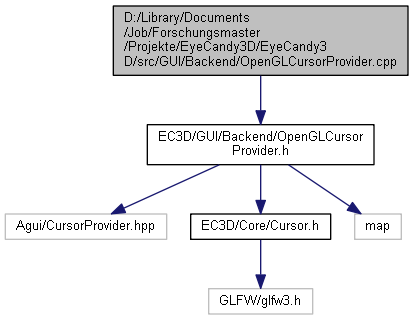 D:/Library/Documents
/Job/Forschungsmaster
/Projekte/EyeCandy3D/EyeCandy3
D/src/GUI/Backend/OpenGLCursorProvider.cpp
EC3D/GUI/Backend/OpenGLCursor
Provider.h
Agui/CursorProvider.hpp
EC3D/Core/Cursor.h
map
GLFW/glfw3.h